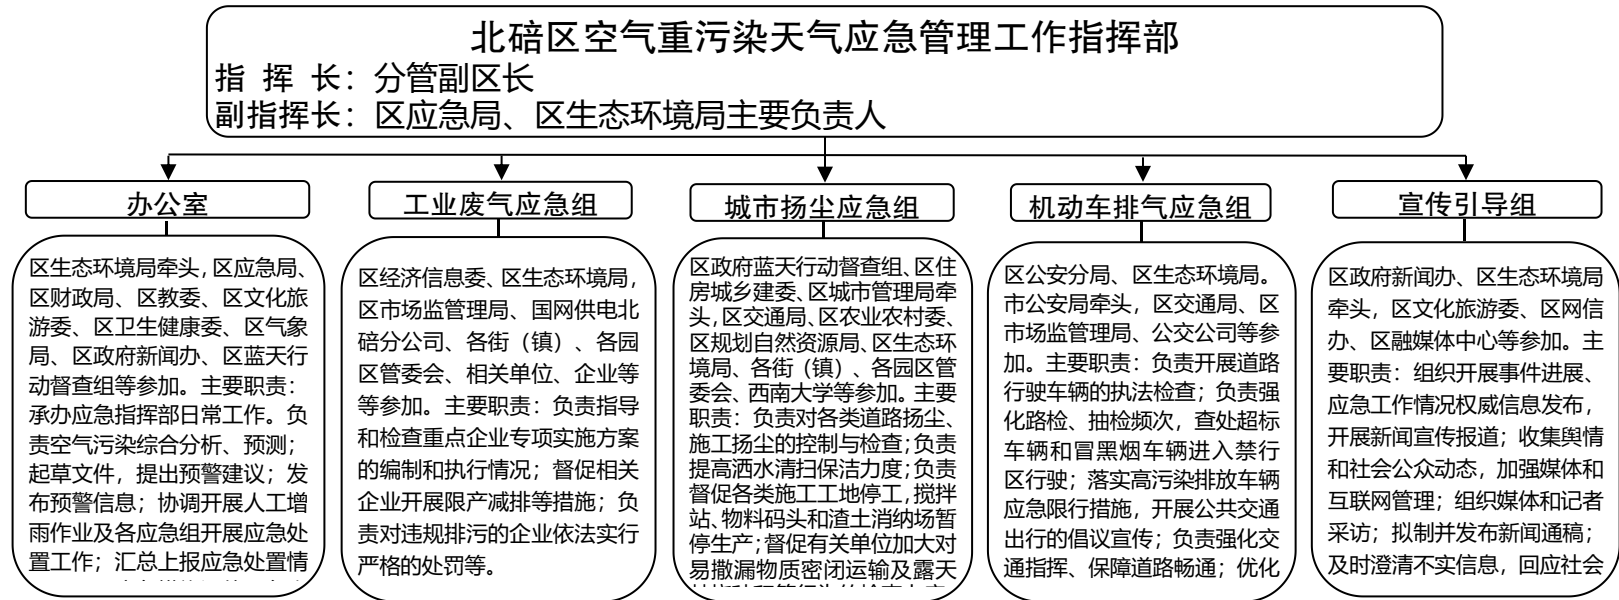 北碚区空气重污染天气应急管理工作指挥部
指 挥 长：分管副区长
副指挥长：区应急局、区生态环境局主要负责人
办公室
区生态环境局牵头，区应急局、
区财政局、区教委、区文化旅
游委、区卫生健康委、区气象
局、区政府新闻办、区蓝天行
动督查组等参加。主要职责：
承办应急指挥部日常工作。负
责空气污染综合分析、预测；
起草文件，提出预警建议；发
布预警信息；协调开展人工增
雨作业及各应急组开展应急处
置工作；汇总上报应急处置情
工业废气应急组
区经济信息委、区生态环境局，
区市场监管理局、国网供电北
碚分公司、各街（镇）、各园
区管委会、相关单位、企业等
等参加。主要职责：负责指导
和检查重点企业专项实施方案
的编制和执行情况；督促相关
企业开展限产减排等措施；负
责对违规排污的企业依法实行
严格的处罚等。
城市扬尘应急组
区政府蓝天行动督查组、区住
房城乡建委、区城市管理局牵
头，区交通局、区农业农村委、
区规划自然资源局、区生态环
境局、各街（镇）、各园区管
委会、西南大学等参加。主要
职责：负责对各类道路扬尘、
施工扬尘的控制与检查；负责
提高洒水清扫保洁力度；负责
督促各类施工工地停工，搅拌
站、物料码头和渣土消纳场暂
停生产；督促有关单位加大对
易撒漏物质密闭运输及露天
机动车排气应急组
区公安分局、区生态环境局。
市公安局牵头，区交通局、区
市场监管理局、公交公司等参
加。主要职责：负责开展道路
行驶车辆的执法检查；负责强
化路检、抽检频次，查处超标
车辆和冒黑烟车辆进入禁行
区行驶；落实高污染排放车辆
应急限行措施，开展公共交通
出行的倡议宣传；负责强化交
通指挥、保障道路畅通；优化
宣传引导组
区政府新闻办、区生态环境局
牵头，区文化旅游委、区网信
办、区融媒体中心等参加。主
要职责：组织开展事件进展、
应急工作情况权威信息发布，
开展新闻宣传报道；收集舆情
和社会公众动态，加强媒体和
互联网管理；组织媒体和记者
采访；拟制并发布新闻通稿；
及时澄清不实信息，回应社会